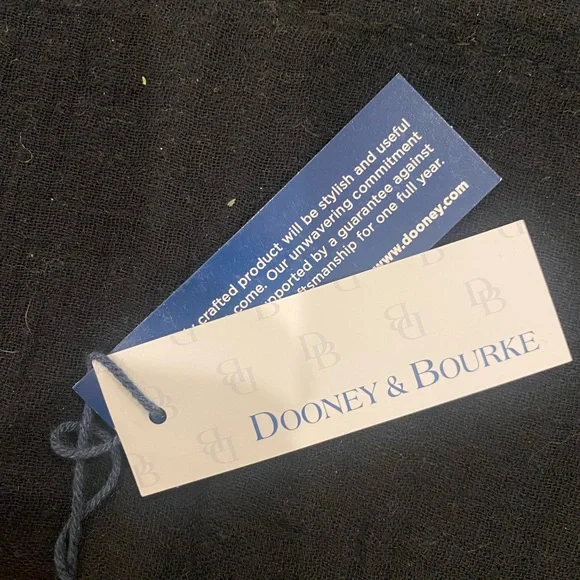 crafted product will be stylish and useful
come. Our unwavering commitment
pported by a guarantee against
ftsmanship for one full year.
www.dooney.com
DOONEY & BOURKE